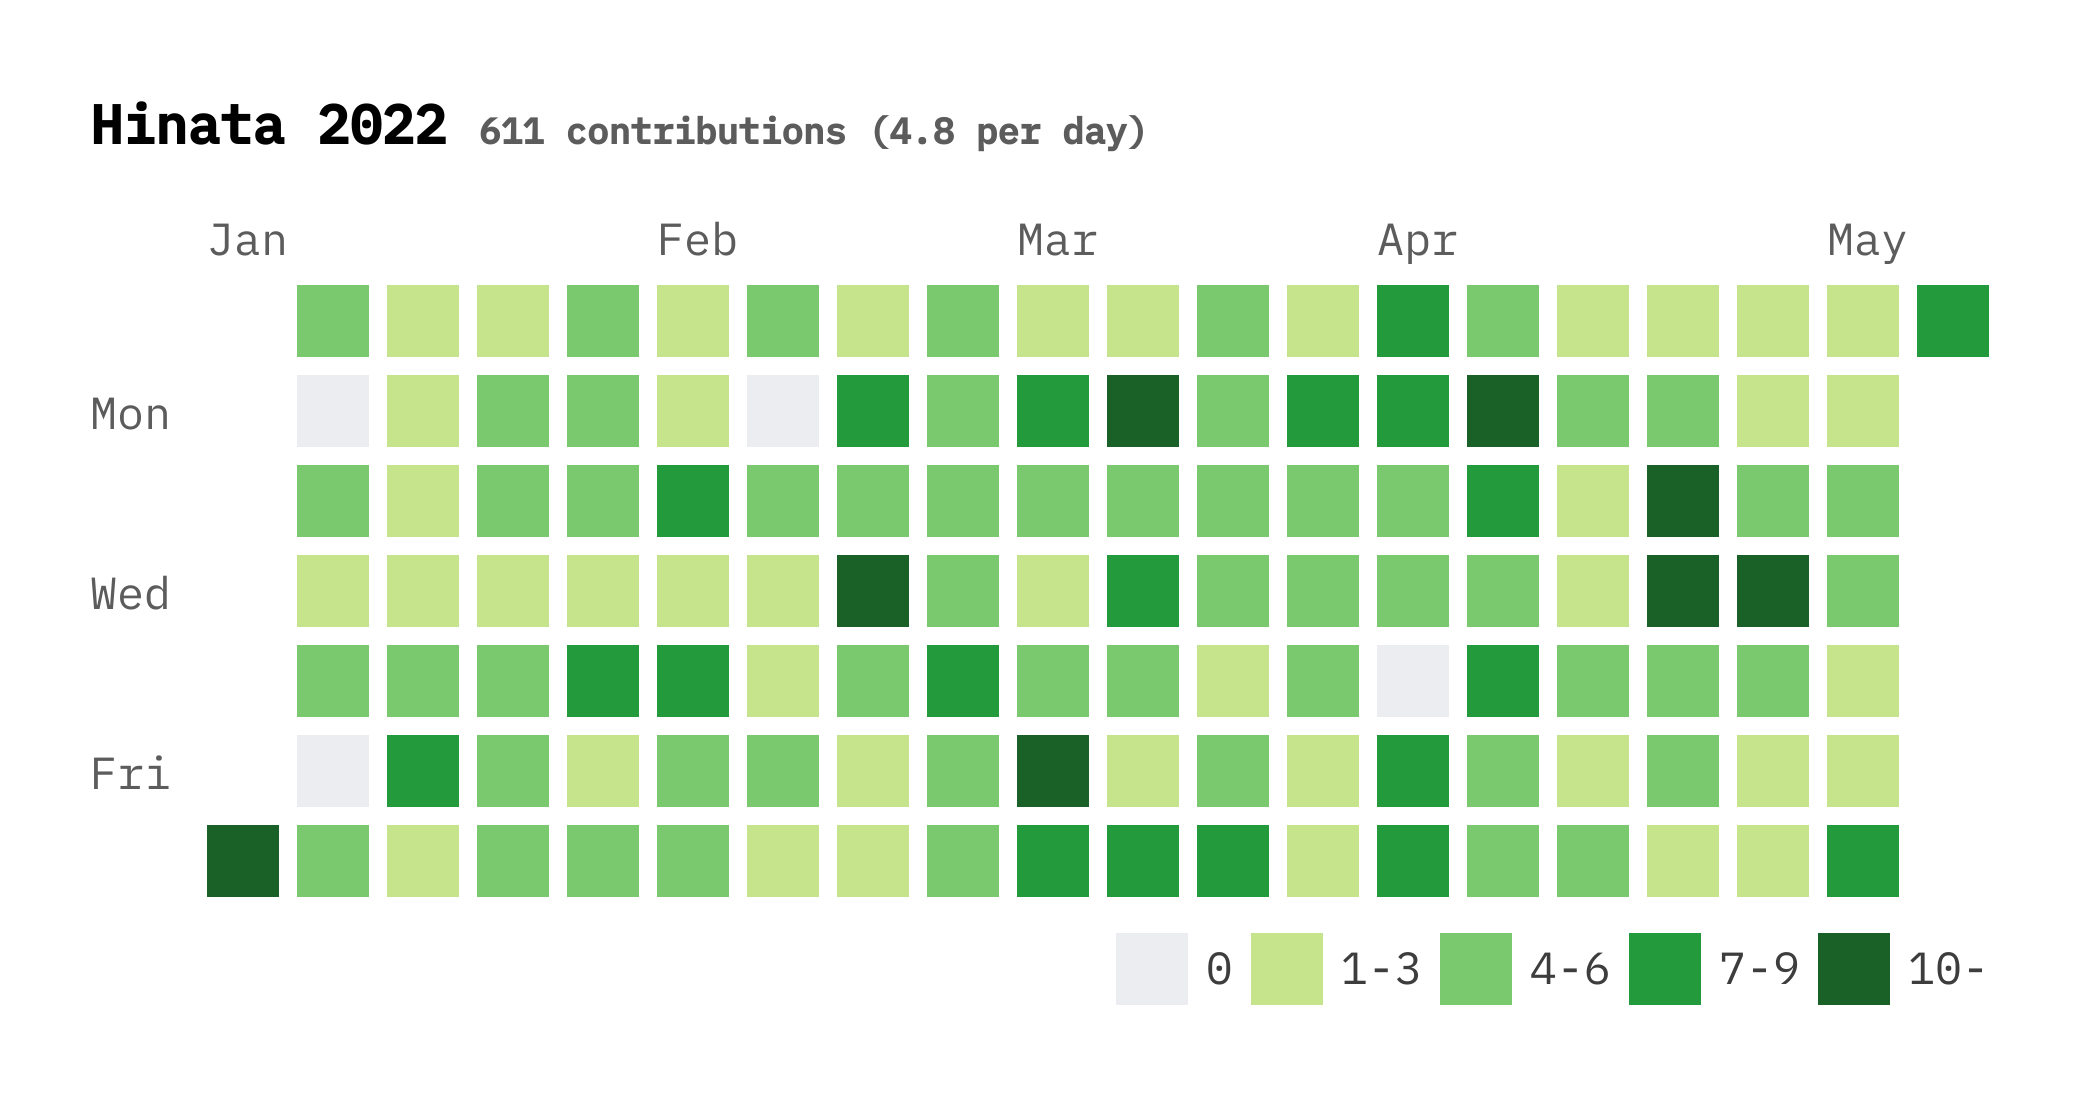 Hinata 2022 611 contributions (4.8 per day)
Jan Feb Mar Apr May
Mon
Wed
Fri
0 1-3 4-6 7-9 10-